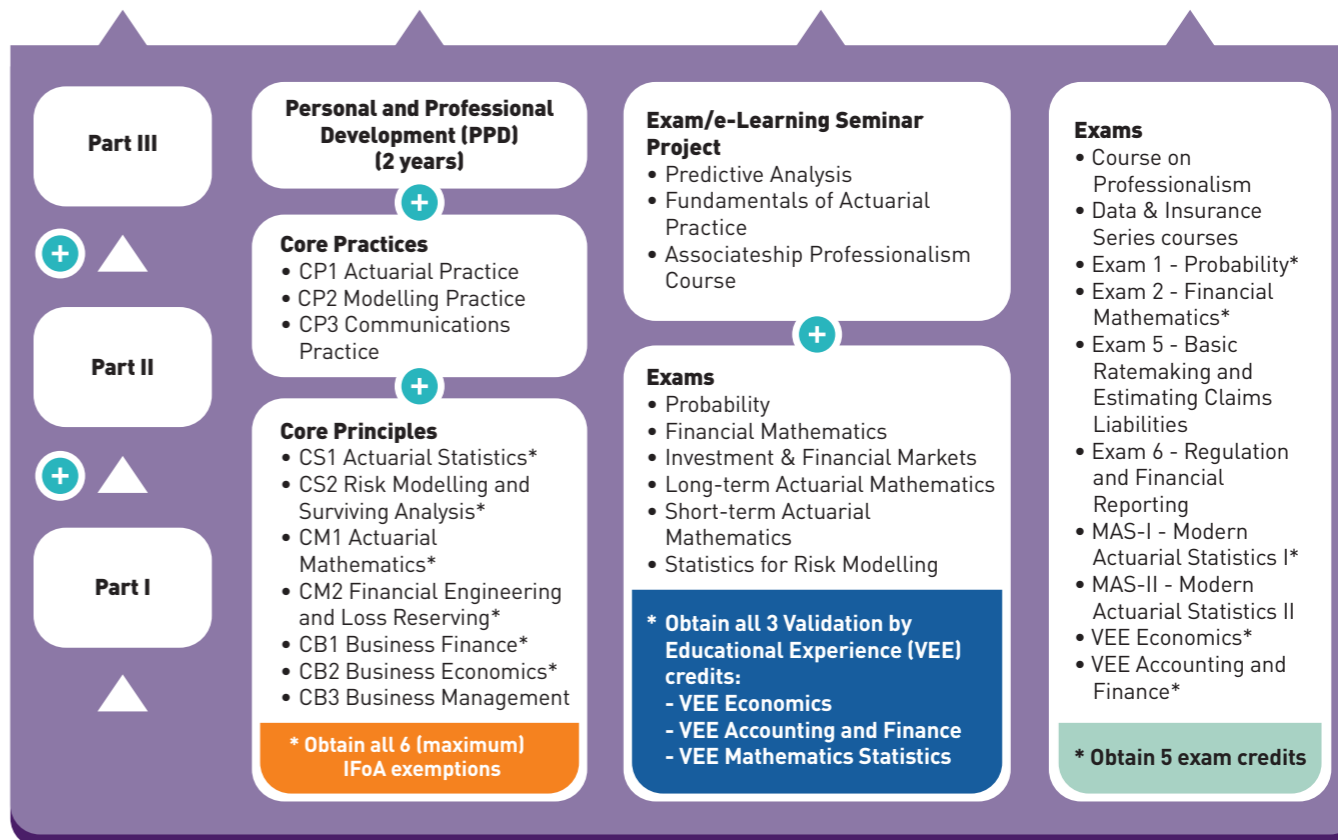 Part III
+
Part II
+
Part I
Personal and Professional
Development (PPD)
(2 years)
+
Core Practices
• CP1 Actuarial Practice
• CP2 Modelling Practice
• CP3 Communications
Practice
+
Core Principles
• CS1 Actuarial Statistics*
• CS2 Risk Modelling and
Surviving Analysis*
• CM1 Actuarial
Mathematics*
• CM2 Financial Engineering
and Loss Reserving*
• CB1 Business Finance*
• CB2 Business Economics*
• CB3 Business Management
* Obtain all 6 (maximum)
IFoA exemptions
Exam/e-Learning Seminar
Project
• Predictive Analysis
• Fundamentals of Actuarial
Practice
• Associateship Professionalism
Course
+
Exams
• Probability
• Financial Mathematics
• Investment & Financial Markets
• Long-term Actuarial Mathematics
• Short-term Actuarial
Mathematics
• Statistics for Risk Modelling
* Obtain all 3 Validation by
Educational Experience (VEE)
credits:
- VEE Economics
- VEE Accounting and Finance
- VEE Mathematics Statistics
Exams
• Course on
Professionalism
• Data & Insurance
Series courses
• Exam 1 - Probability*
• Exam 2 - Financial
Mathematics*
• Exam 5 - Basic
Ratemaking and
Estimating Claims
Liabilities
• Exam 6 - Regulation
and Financial
Reporting
• MAS-I - Modern
Actuarial Statistics I*
• MAS-II - Modern
Actuarial Statistics II
• VEE Economics*
• VEE Accounting and
Finance*
* Obtain 5 exam credits